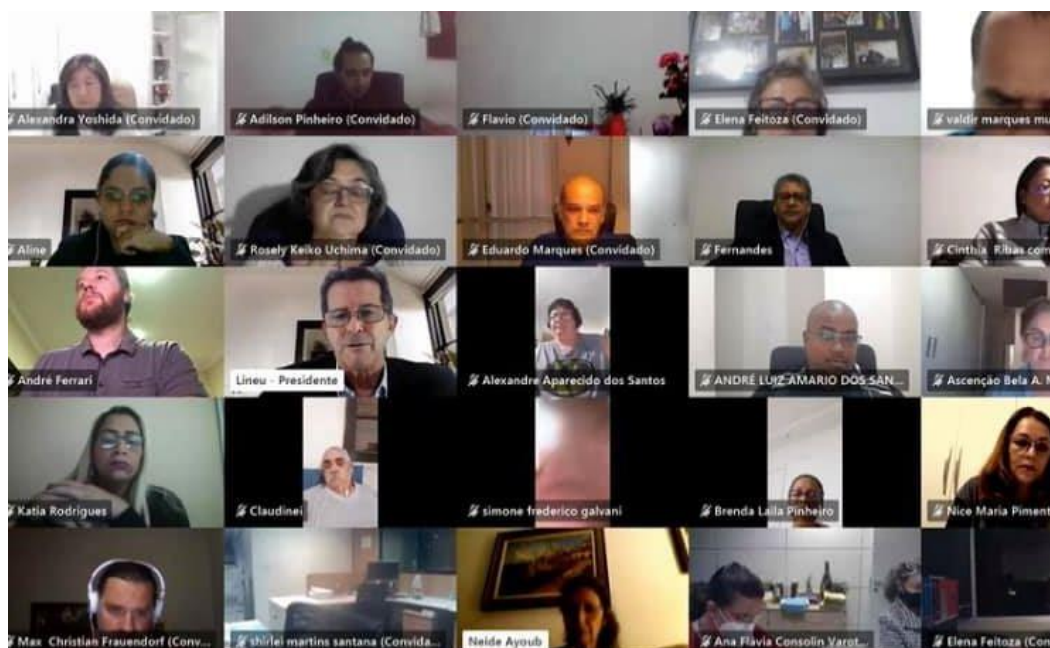 Alexandra Yoshida (Convidado)
Adilson Pinheiro (Convidado)
Flavio (Convidado)
Elena Feitoza (Convidado)
valdir marques mu
Aline
Rosely Keiko Uchima (Convidado)
Eduardo Marques (Convidado)
Fernandes
Cinthia Ribas com
André Ferrari
Lineu - Presidente
Alexandre Aparecido dos Santos
ANDRÉ LUIZ AMARIO DOS SAN...
Ascenção Bela A. M
Katia Rodrigues
Claudinei
simone frederico galvani
Brenda Laila Pinheiro
Nice Maria Piment
Max Christian Frauendorf (Conv...
shirlei martins santana (Convida...
Neide Ayoub
Ana Flavia Consolin Varot...
Elena Feitoza (Con